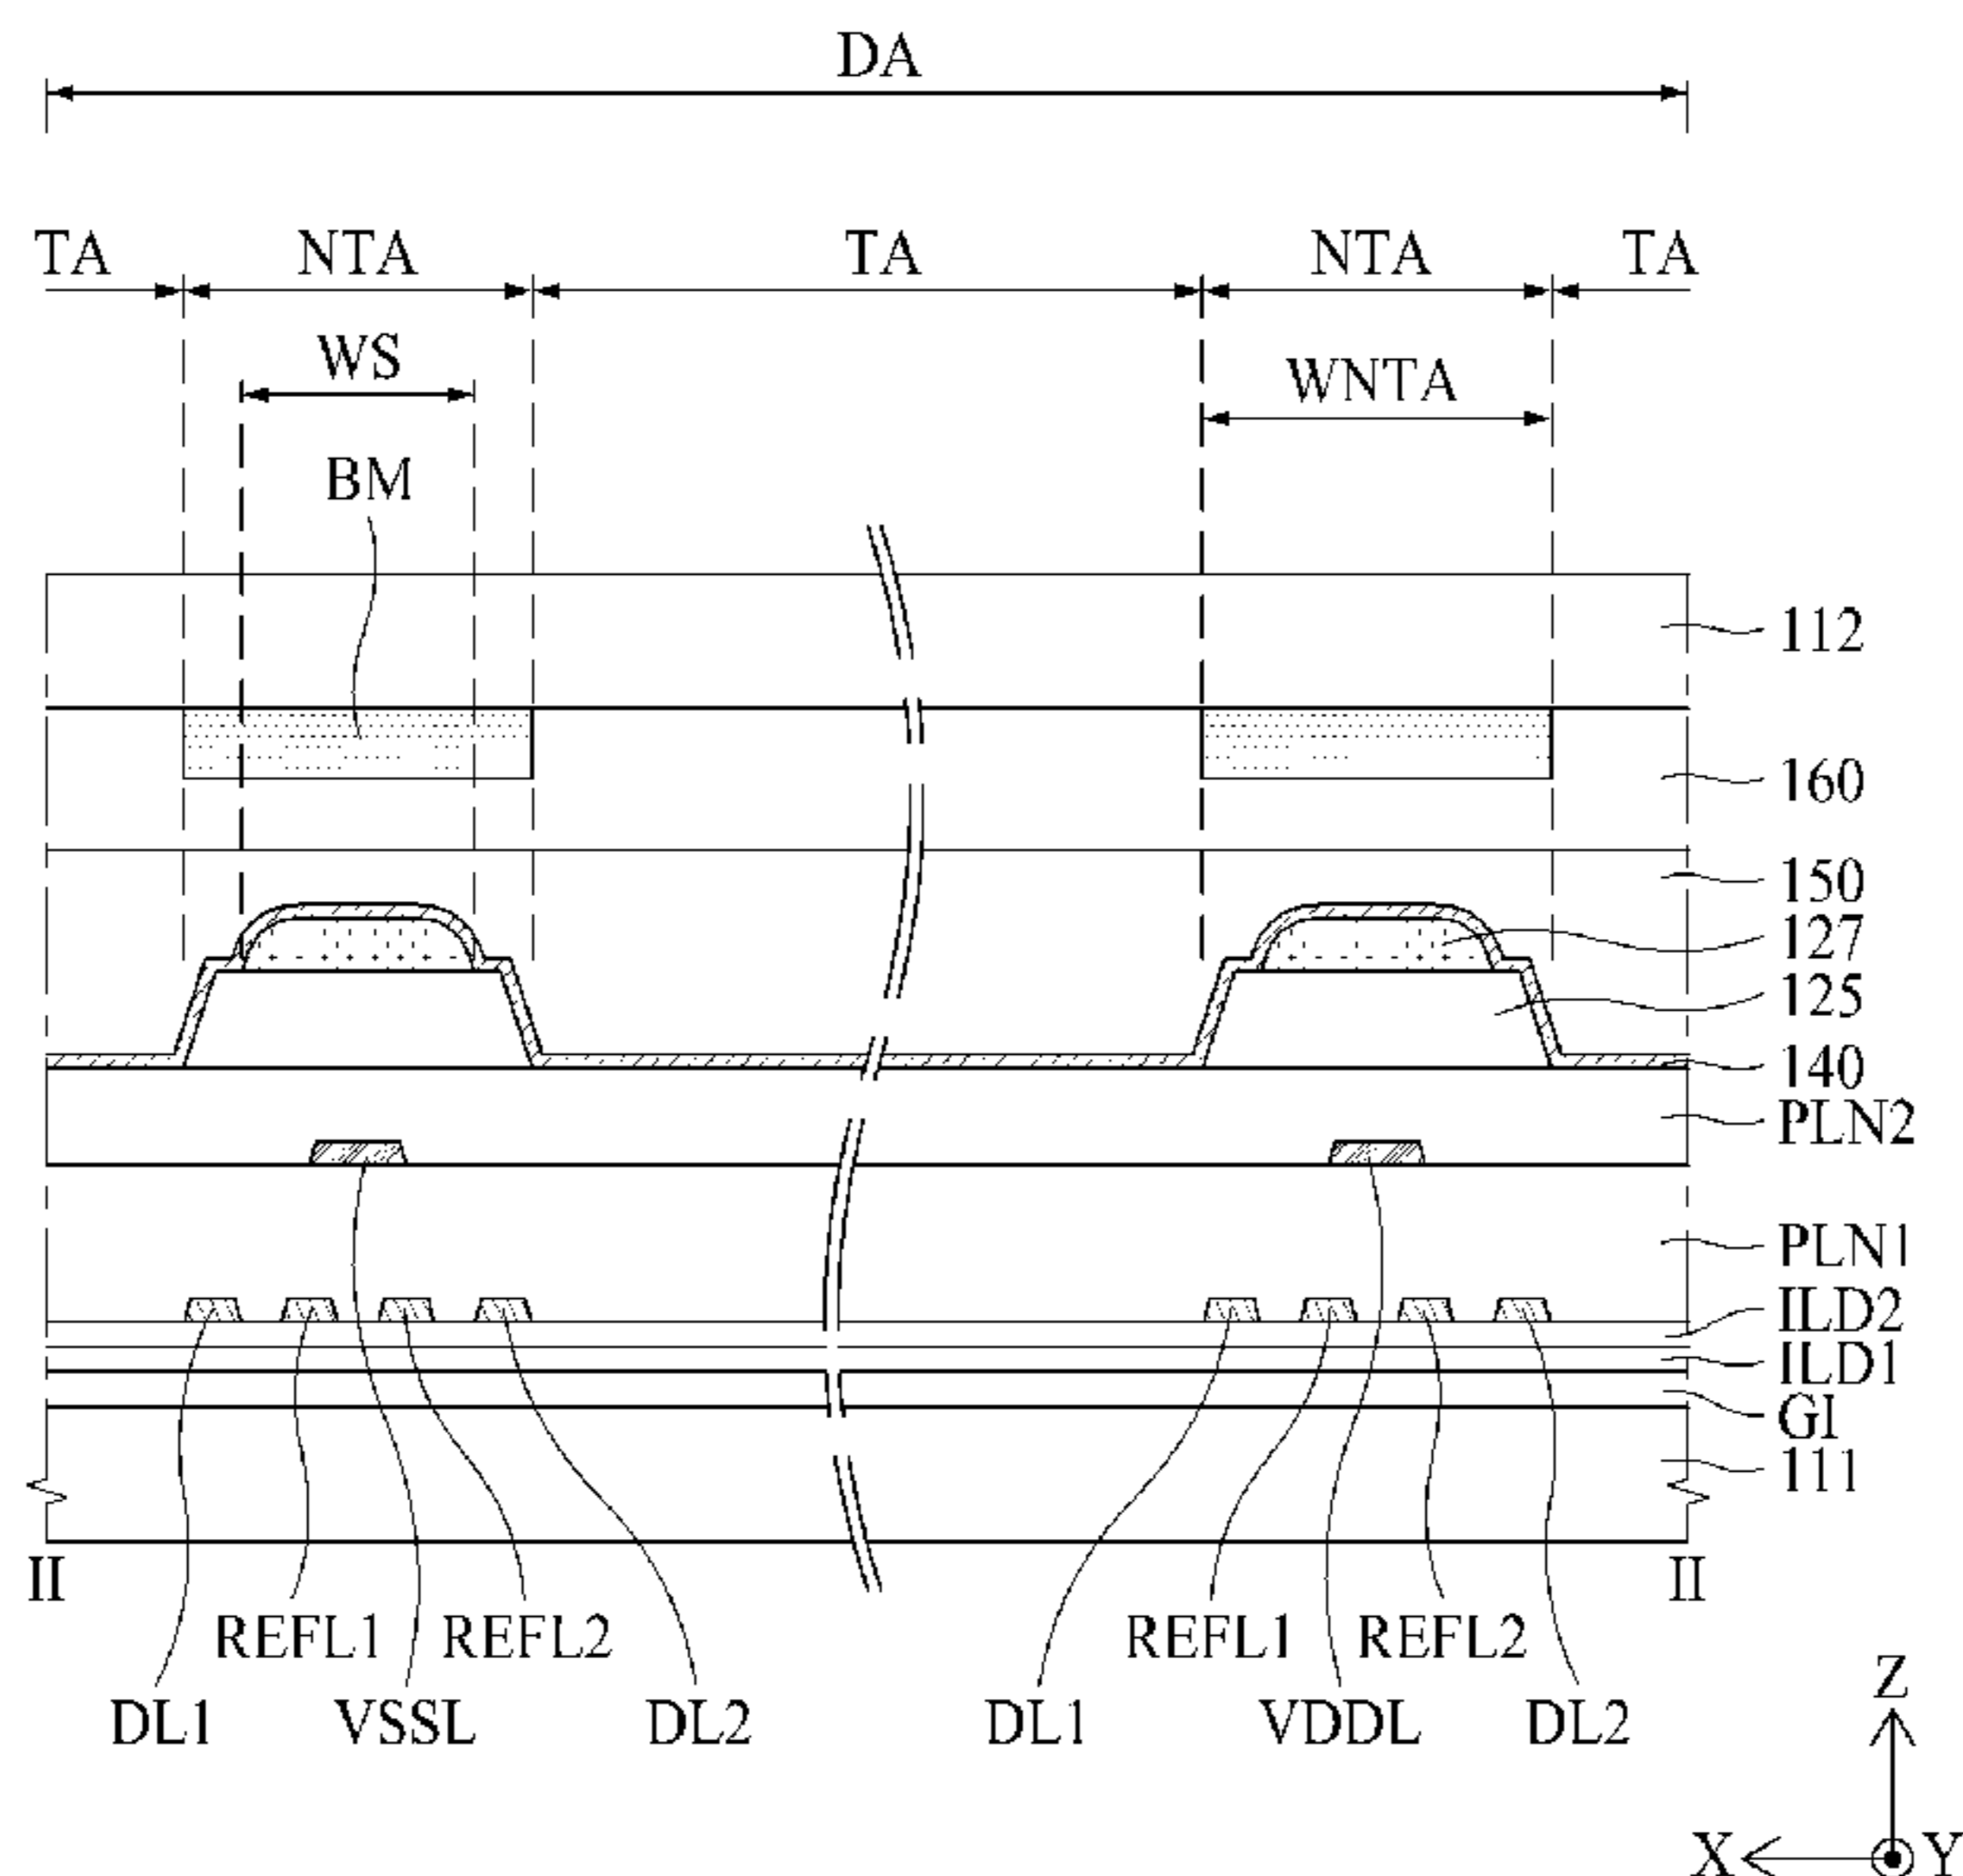 DA
TA NTA TA NTA TA
WS
WNTA
BM
112
160
150
127
125
140
PLN2
PLN1
ILD2
ILD1
GI
111
II II
REFL1 REFL2 REFL1 REFL2
DL1 VSSL DL2 DL1 VDDL DL2
Z
X Y